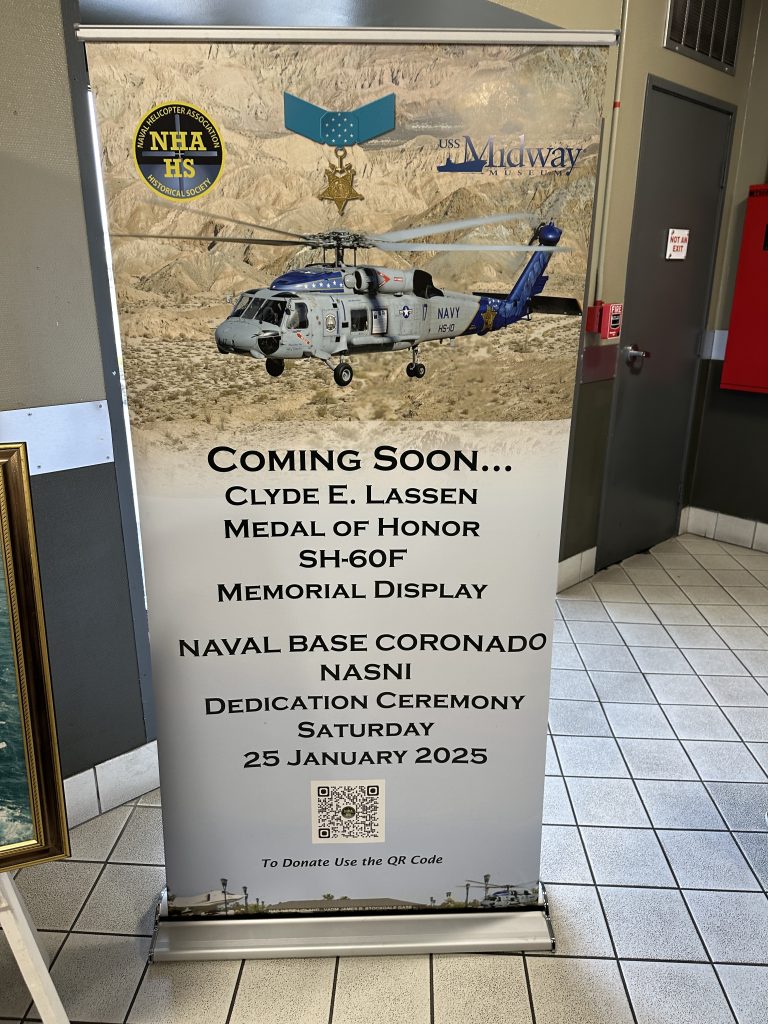 NAVAL HELICOPTER ASSOCIATION
NHA
HS
HISTORICAL SOCIETY
USS Midway
MUSEUM
17
NAVY
HS-10
NOT AN
EXIT
FIRE
COMING SOON...
CLYDE E. LASSEN
MEDAL OF HONOR
SH-60F
MEMORIAL DISPLAY
NAVAL BASE CORONADO
NASNI
DEDICATION CEREMONY
SATURDAY
25 JANUARY 2025
To Donate Use the QR Code